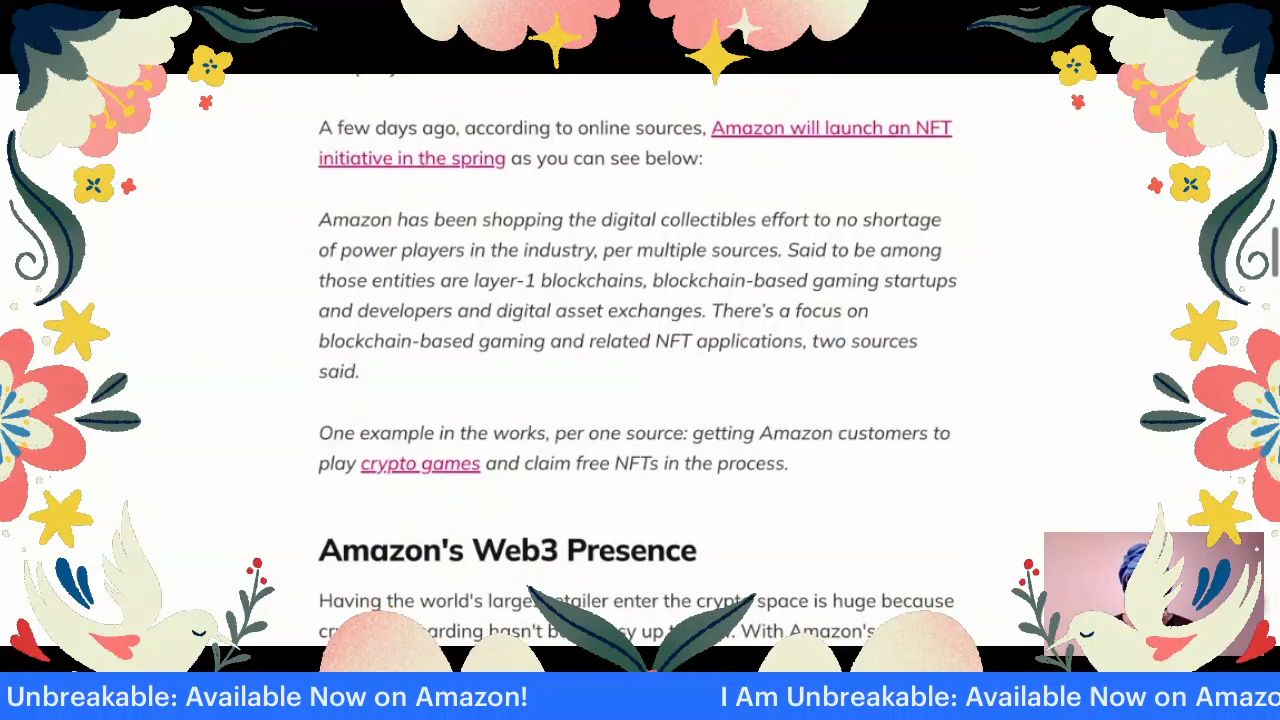 A few days ago, according to online sources, Amazon will launch an NFT
initiative in the spring as you can see below:
Amazon has been shopping the digital collectibles effort to no shortage
of power players in the industry, per multiple sources. Said to be among
those entities are layer-1 blockchains, blockchain-based gaming startups
and developers and digital asset exchanges. There’s a focus on
blockchain-based gaming and related NFT applications, two sources
said.
One example in the works, per one source: getting Amazon customers to
play crypto games and claim free NFTs in the process.
Amazon's Web3 Presence
Having the world's largest retailer enter the crypto space is huge because
hasn't With Amazon's
Unbreakable: Available Now on Amazon! I Am Unbreakable: Available Now on Amazo